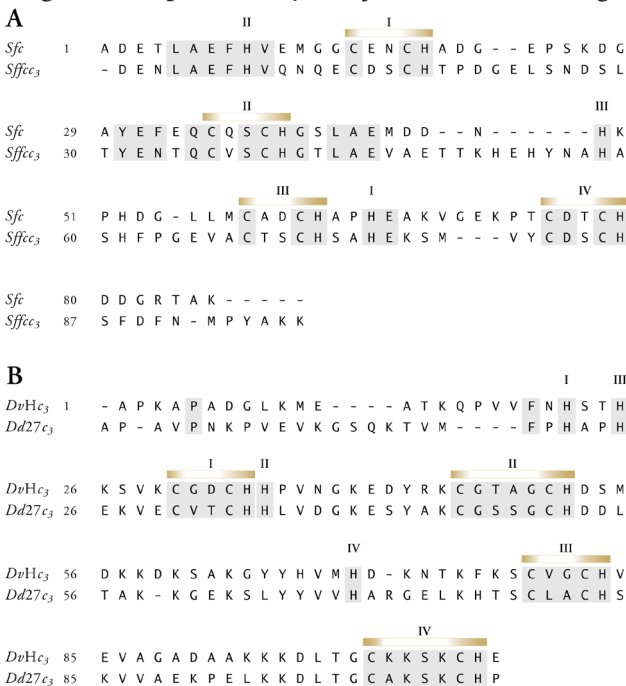 A
II I
Sfc 1 A D E T L A E F H V E M G G C E N C H A D G - - E P S K D G
Sffcc3 - D E N L A E F H V Q N Q E C D S C H T P D G E L S N D S L
II III
Sfc 29 A Y E F E Q C Q S C H G S L A E M D D - N - - - - - - - H K
Sffcc3 30 T Y E N T Q C V S C H G T L A E V A E T T K H E H Y N A H A
III I IV
Sfc 51 P H D G - L L M C A D C H A P H E A K V G E K P T C D T C H
Sffcc3 60 S H F P G E V A C T S C H S A H E K S M - - - V Y C D S C H
Sfc 80 D D G R T A K - - - - -
Sffcc3 87 S F D F N - M P Y A K K
B
I III
DvHc3 1 - A P K A P A D G L K M E - - - - A T K Q P V V F N H S T H
Dd27c3 A P - A V P N K P V E V K G S Q K T V M - - - - F P H A P H
I II II
DvHc3 26 K S V K C G D C H H P V N G K E D Y R K C G T A G C H D S M
Dd27c3 26 E K V E C V T C H H L V D G K E S Y A K C G S S G C H D D L
IV III
DvHc3 56 D K K D K S A K G Y Y H V M H D - K N T K F K S C V G C H V
Dd27c3 56 T A K - K G E K S L Y Y V V H A R G E L K H T S C L A C H S
IV
DvHc3 85 E V A G A D A A K K K D L T G C K K S K C H E
Dd27c3 85 K V V A E K P E L K K D L T G C A K S K C H P